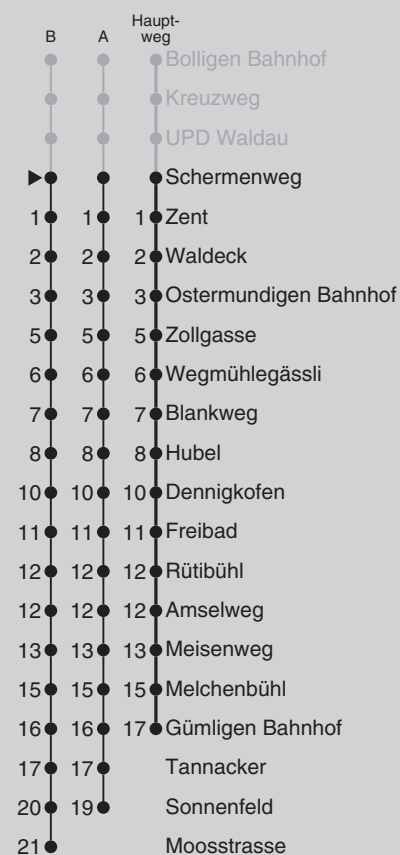 B A Haupt-
weg
Bolligen Bahnhof
Kreuzweg
UPD Waldau
Schermenweg
1 1 1 Zent
2 2 2 Waldeck
3 3 3 Ostermundigen Bahnhof
5 5 5 Zollgasse
6 6 6 Wegmühlegässli
7 7 7 Blankweg
8 8 8 Hubel
10 10 10 Dennigkofen
11 11 11 Freibad
12 12 12 Rütibühl
12 12 12 Amselweg
13 13 13 Meisenweg
15 15 15 Melchenbühl
16 16 17 Gümligen Bahnhof
17 17 Tannacker
20 19 Sonnenfeld
21 Moosstrasse